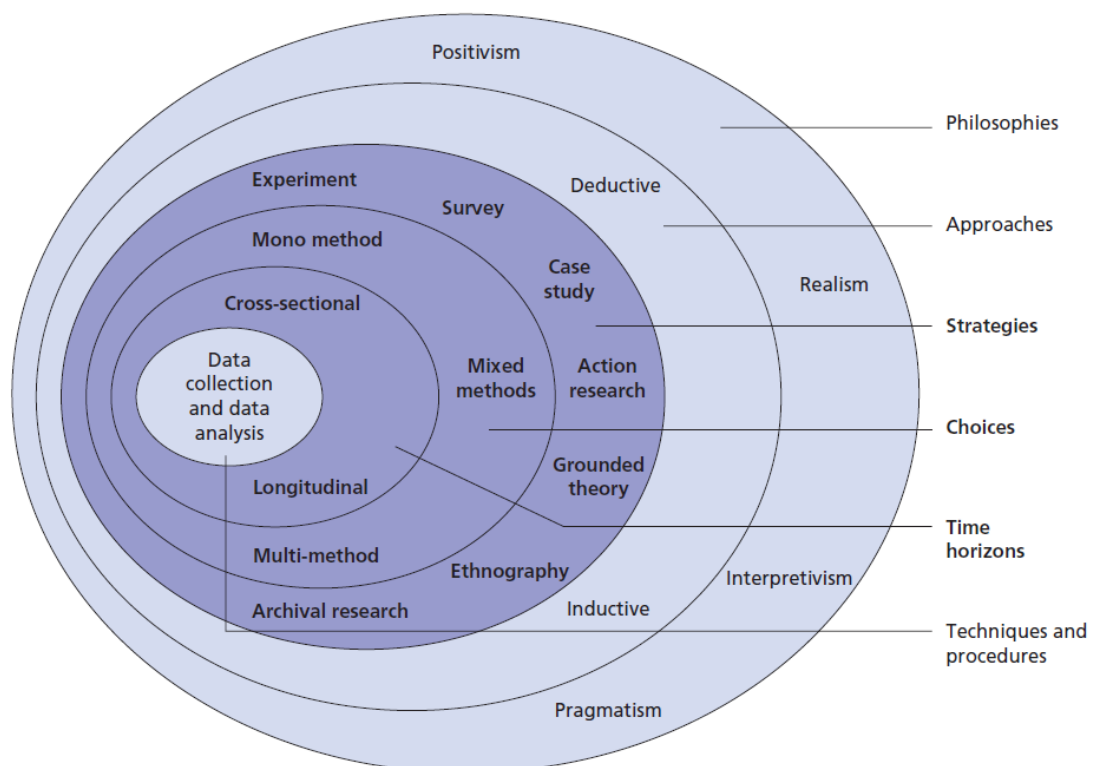 Positivism
Philosophies
Experiment
Deductive
Survey
Approaches
Mono method
Case
study
Realism
Cross-sectional
Strategies
Data
collection
and data
analysis
Mixed
methods
Action
research
Choices
Grounded
theory
Longitudinal
Time
horizons
Multi-method
Ethnography
Interpretivism
Archival research
Inductive
Techniques and
procedures
Pragmatism